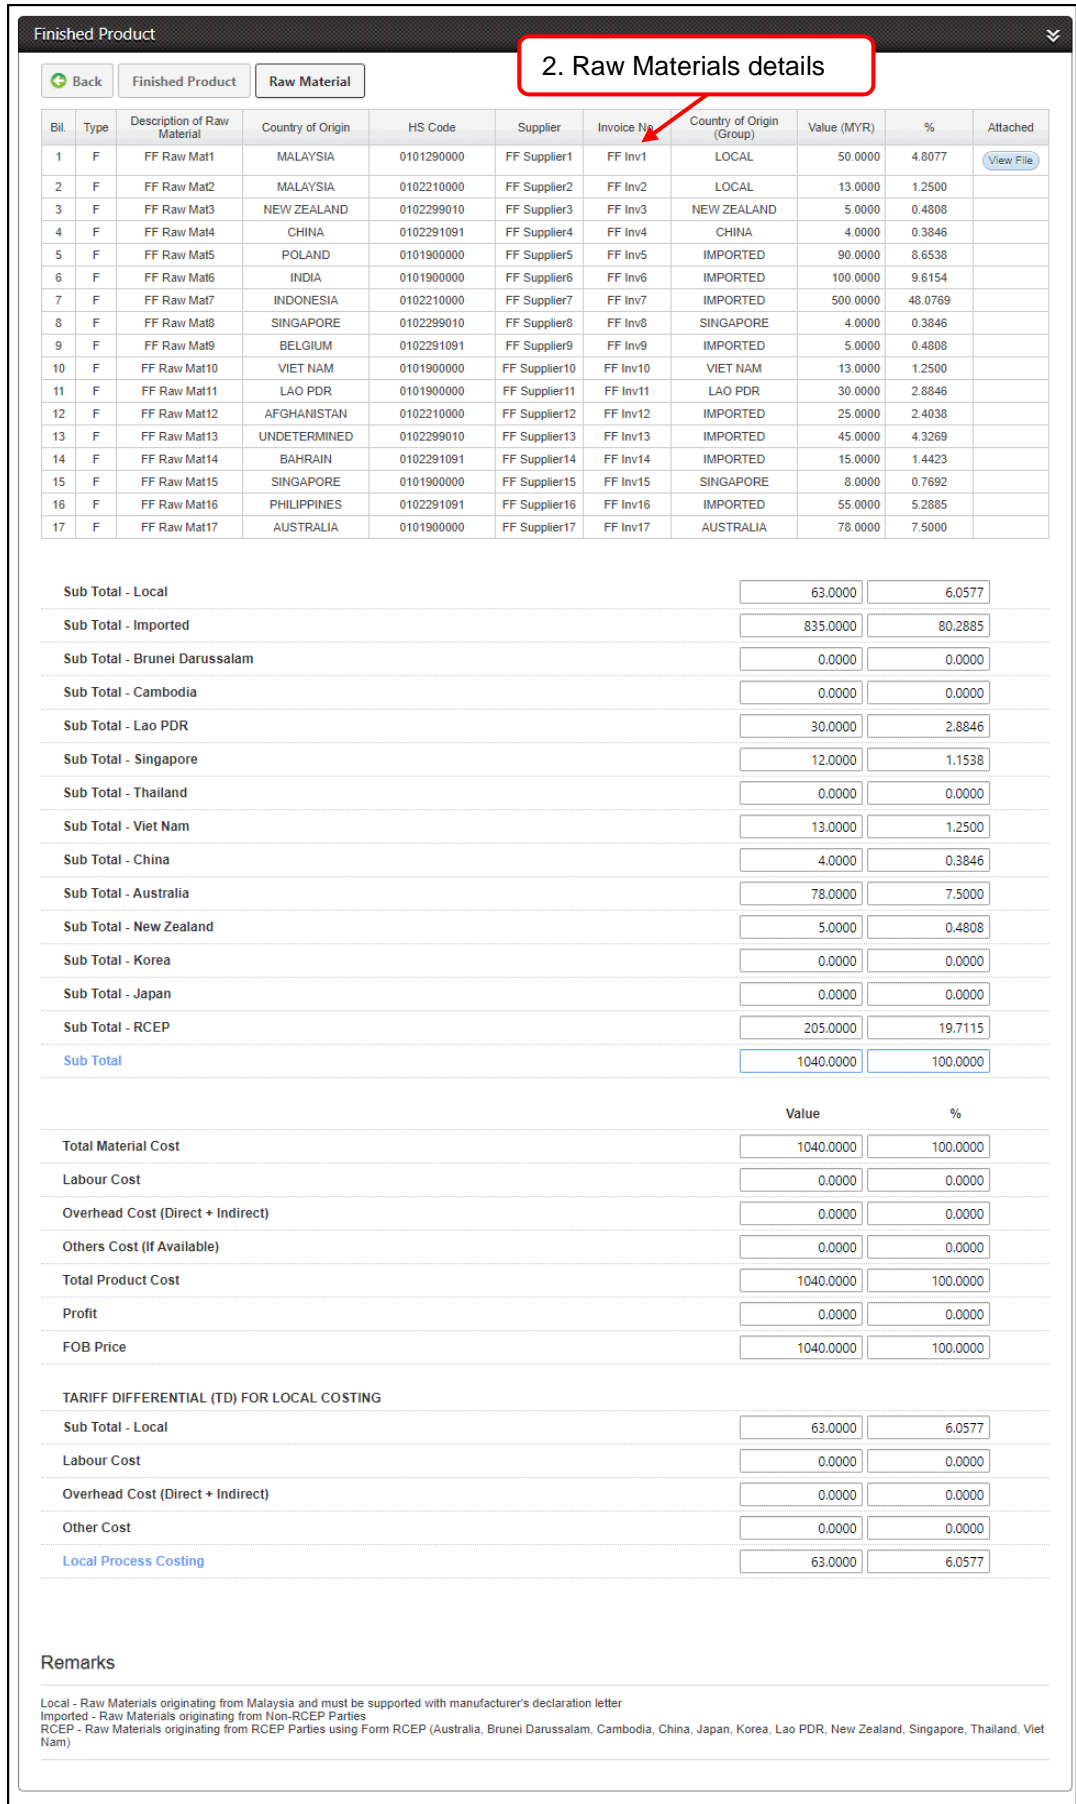 Finished Product
2. Raw Materials details
Back Finished Product Raw Material
Bil. Type Description of Raw Material Country of Origin HS Code Supplier Invoice No Country of Origin (Group) Value (MYR) % Attached
1 F FF Raw Mat1 MALAYSIA 0101290000 FF Supplier1 FF Inv1 LOCAL 50.0000 4.8077 View File
2 F FF Raw Mat2 MALAYSIA 0102210000 FF Supplier2 FF Inv2 LOCAL 13.0000 1.2500
3 F FF Raw Mat3 NEW ZEALAND 0102299010 FF Supplier3 FF Inv3 NEW ZEALAND 5.0000 0.4808
4 F FF Raw Mat4 CHINA 0102291091 FF Supplier4 FF Inv4 CHINA 4.0000 0.3846
5 F FF Raw Mat5 POLAND 0101900000 FF Supplier5 FF Inv5 IMPORTED 90.0000 8.6538
6 F FF Raw Mat6 INDIA 0101900000 FF Supplier6 FF Inv6 IMPORTED 100.0000 9.6154
7 F FF Raw Mat7 INDONESIA 0102210000 FF Supplier7 FF Inv7 IMPORTED 500.0000 48.0769
8 F FF Raw Mat8 SINGAPORE 0102299010 FF Supplier8 FF Inv8 SINGAPORE 4.0000 0.3846
9 F FF Raw Mat9 BELGIUM 0102291091 FF Supplier9 FF Inv9 IMPORTED 5.0000 0.4808
10 F FF Raw Mat10 VIET NAM 0101900000 FF Supplier10 FF Inv10 VIET NAM 13.0000 1.2500
11 F FF Raw Mat11 LAO PDR 0101900000 FF Supplier11 FF Inv11 LAO PDR 30.0000 2.8846
12 F FF Raw Mat12 AFGHANISTAN 0102210000 FF Supplier12 FF Inv12 IMPORTED 25.0000 2.4038
13 F FF Raw Mat13 UNDETERMINED 0102299010 FF Supplier13 FF Inv13 IMPORTED 45.0000 4.3269
14 F FF Raw Mat14 BAHRAIN 0102291091 FF Supplier14 FF Inv14 IMPORTED 15.0000 1.4423
15 F FF Raw Mat15 SINGAPORE 0101900000 FF Supplier15 FF Inv15 SINGAPORE 8.0000 0.7692
16 F FF Raw Mat16 PHILIPPINES 0102291091 FF Supplier16 FF Inv16 IMPORTED 55.0000 5.2885
17 F FF Raw Mat17 AUSTRALIA 0101900000 FF Supplier17 FF Inv17 AUSTRALIA 78.0000 7.5000
Sub Total - Local 63.0000 6.0577
Sub Total - Imported 835.0000 80.2885
Sub Total - Brunei Darussalam 0.0000 0.0000
Sub Total - Cambodia 0.0000 0.0000
Sub Total - Lao PDR 30.0000 2.8846
Sub Total - Singapore 12.0000 1.1538
Sub Total - Thailand 0.0000 0.0000
Sub Total - Viet Nam 13.0000 1.2500
Sub Total - China 4.0000 0.3846
Sub Total - Australia 78.0000 7.5000
Sub Total - New Zealand 5.0000 0.4808
Sub Total - Korea 0.0000 0.0000
Sub Total - Japan 0.0000 0.0000
Sub Total - RCEP 205.0000 19.7115
Sub Total 1040.0000 100.0000
Value %
Total Material Cost 1040.0000 100.0000
Labour Cost 0.0000 0.0000
Overhead Cost (Direct + Indirect) 0.0000 0.0000
Others Cost (If Available) 0.0000 0.0000
Total Product Cost 1040.0000 100.0000
Profit 0.0000 0.0000
FOB Price 1040.0000 100.0000
TARIFF DIFFERENTIAL (TD) FOR LOCAL COSTING
Sub Total - Local 63.0000 6.0577
Labour Cost 0.0000 0.0000
Overhead Cost (Direct + Indirect) 0.0000 0.0000
Other Cost 0.0000 0.0000
Local Process Costing 63.0000 6.0577
Remarks
Local - Raw Materials originating from Malaysia and must be supported with manufacturer's declaration letter
Imported - Raw Materials originating from Non-RCEP Parties
RCEP - Raw Materials originating from RCEP Parties using Form RCEP (Australia, Brunei Darussalam, Cambodia, China, Japan, Korea, Lao PDR, New Zealand, Singapore, Thailand, Viet
Nam)